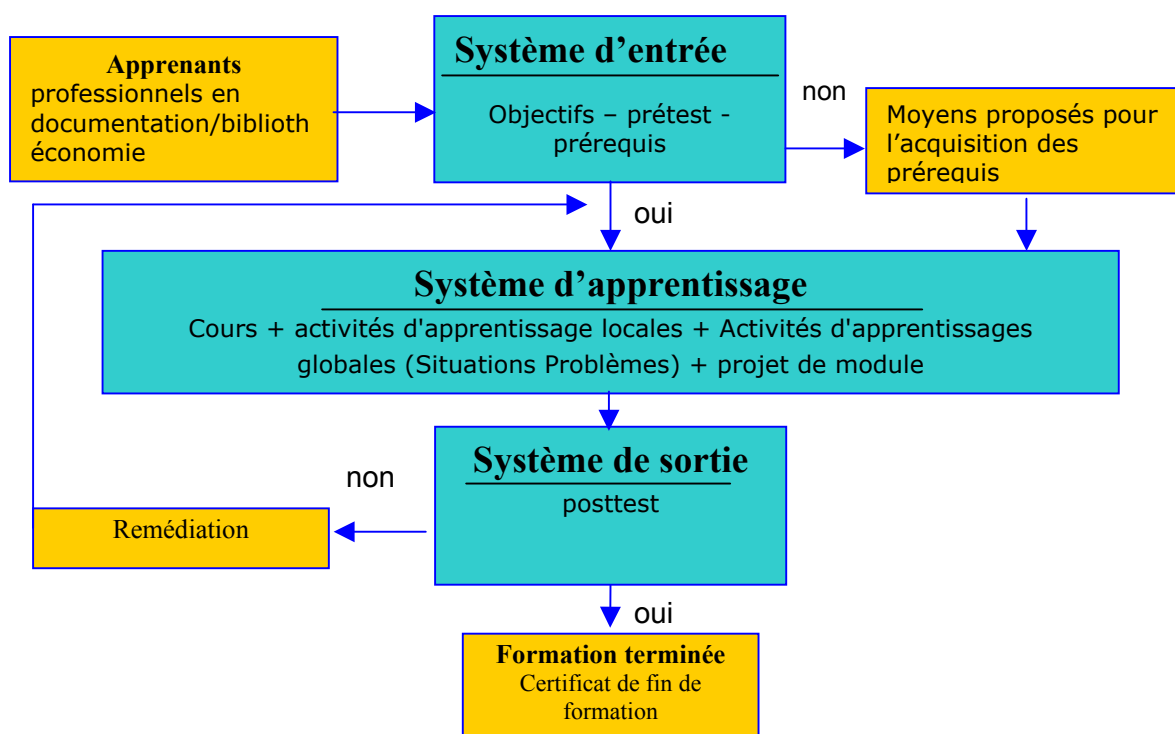 Apprenants
professionnels en
documentation/biblioth
économie
Système d’entrée
Objectifs – prétest -
prérequis
non
Moyens proposés pour
l’acquisition des
prérequis
oui
Système d’apprentissage
Cours + activités d'apprentissage locales + Activités d'apprentissages
globales (Situations Problèmes) + projet de module
Système de sortie
posttest
non
Remédiation
oui
Formation terminée
Certificat de fin de
formation